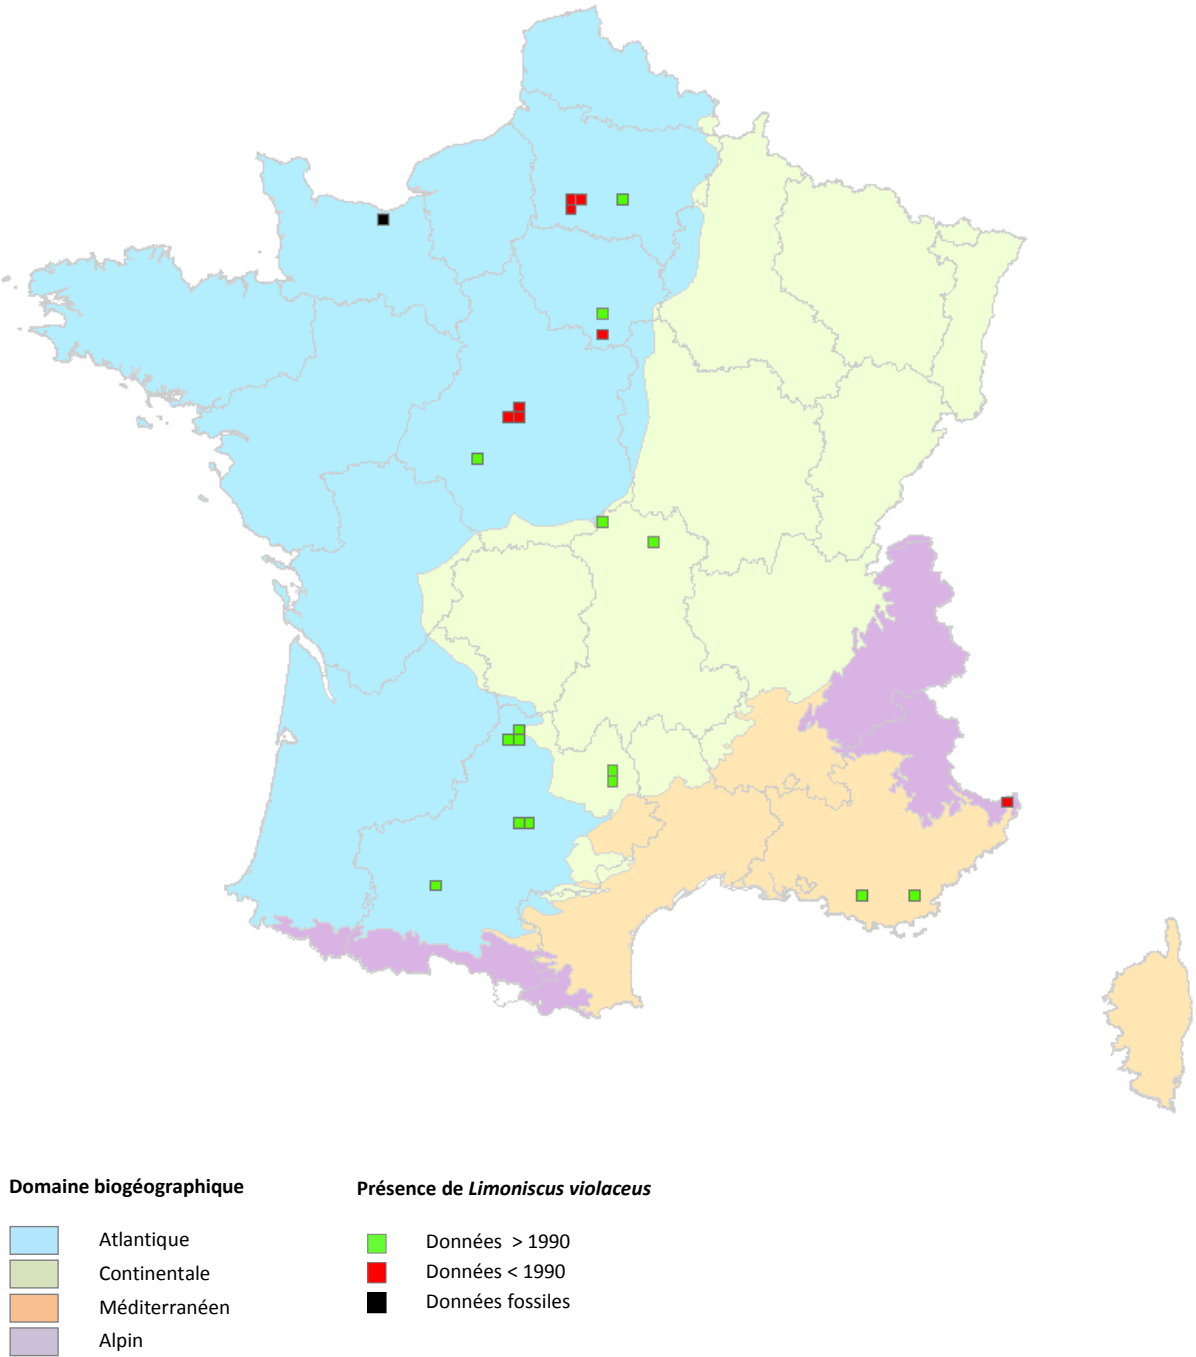 Domaine biogéographique
Atlantique
Continentale
Méditerranéen
Alpin
Présence de Limoniscus violaceus
Données > 1990
Données < 1990
Données fossiles